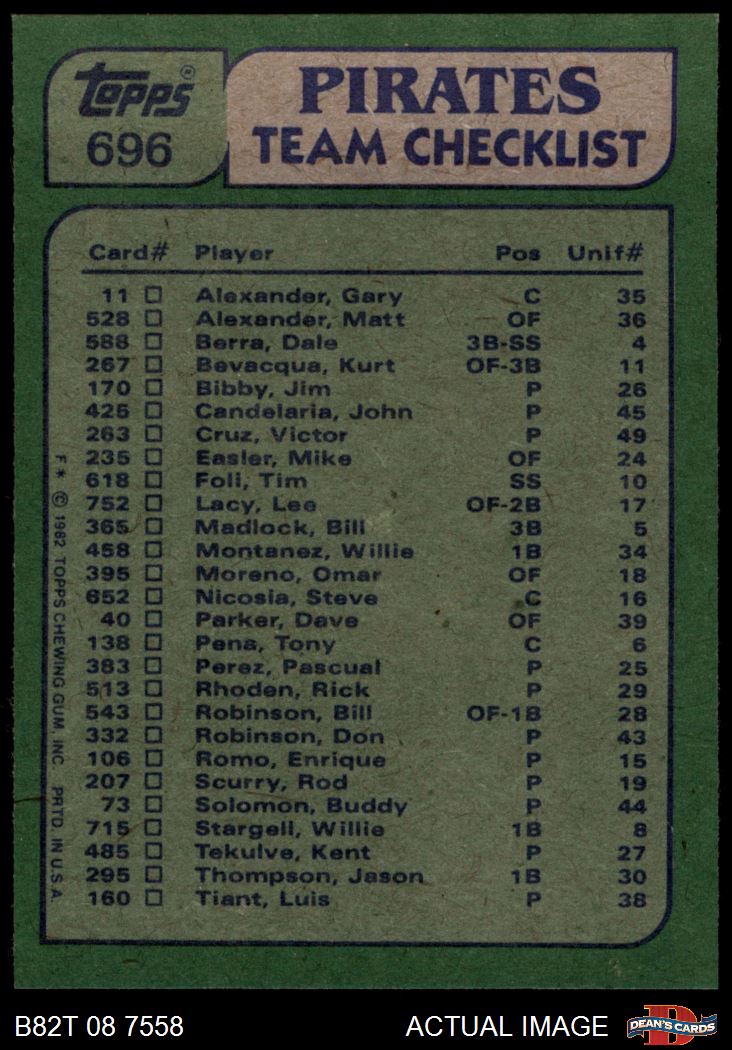 Topps®
696
PIRATES
TEAM CHECKLIST
Card# Player Pos Unif#
11 Alexander, Gary C 35
528 Alexander, Matt OF 36
588 Berra, Dale 3B-SS 4
267 Bevacqua, Kurt OF-3B 11
170 Bibby, Jim P 26
425 Candelaria, John P 45
263 Cruz, Victor P 49
235 Easler, Mike OF 24
618 Foli, Tim SS 10
752 Lacy, Lee OF-2B 17
365 Madlock, Bill 3B 5
458 Montanez, Willie 1B 34
395 Moreno, Omar OF 18
652 Nicosia, Steve C 16
40 Parker, Dave OF 39
138 Pena, Tony C 6
383 Perez, Pascual P 25
513 Rhoden, Rick P 29
543 Robinson, Bill OF-1B 28
332 Robinson, Don P 43
106 Romo, Enrique P 15
207 Scurry, Rod P 19
73 Solomon, Buddy P 44
715 Stargell, Willie 1B 8
485 Tekulve, Kent P 27
295 Thompson, Jason 1B 30
160 Tiant, Luis P 38
F* © 1982 TOPPS CHEWING GUM, INC. PRTD. IN U.S.A.
B82T 08 7558 ACTUAL IMAGE DEAN'S CARDS